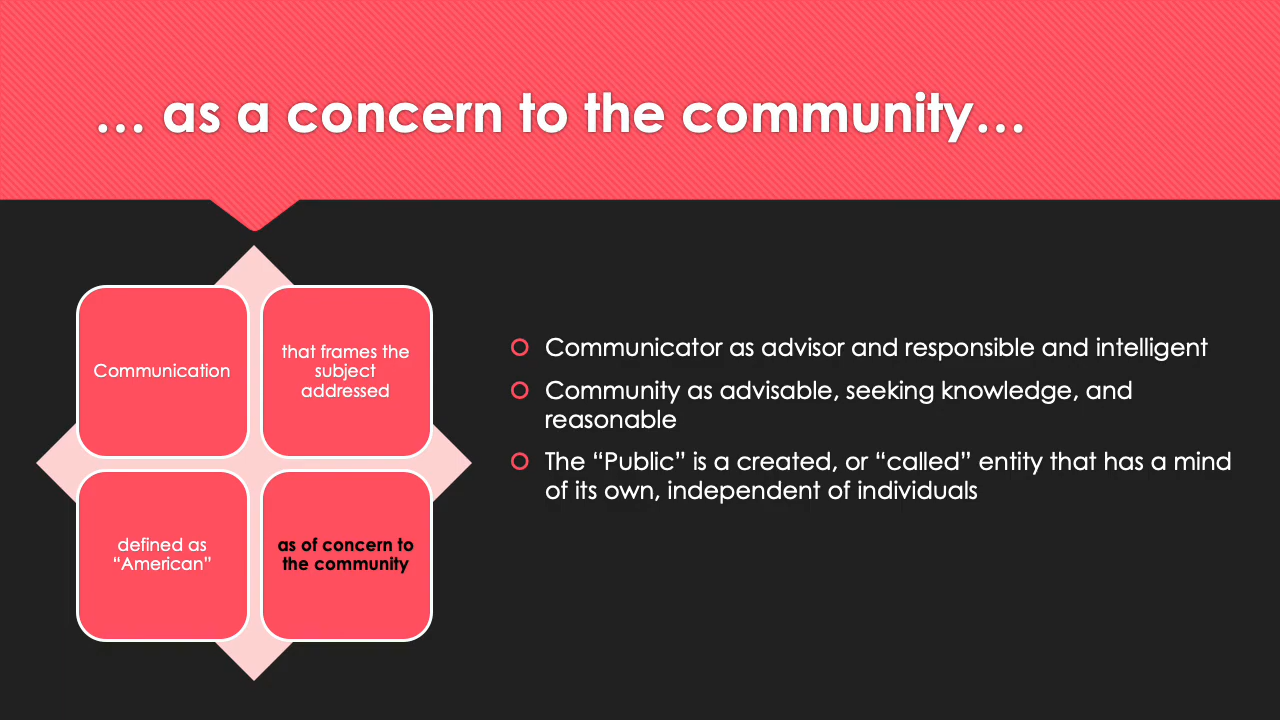 … as a concern to the community…
Communication
that frames the
subject
addressed
defined as
“American”
as of concern to
the community
Communicator as advisor and responsible and intelligent
Community as advisable, seeking knowledge, and
reasonable
The “Public” is a created, or “called” entity that has a mind
of its own, independent of individuals